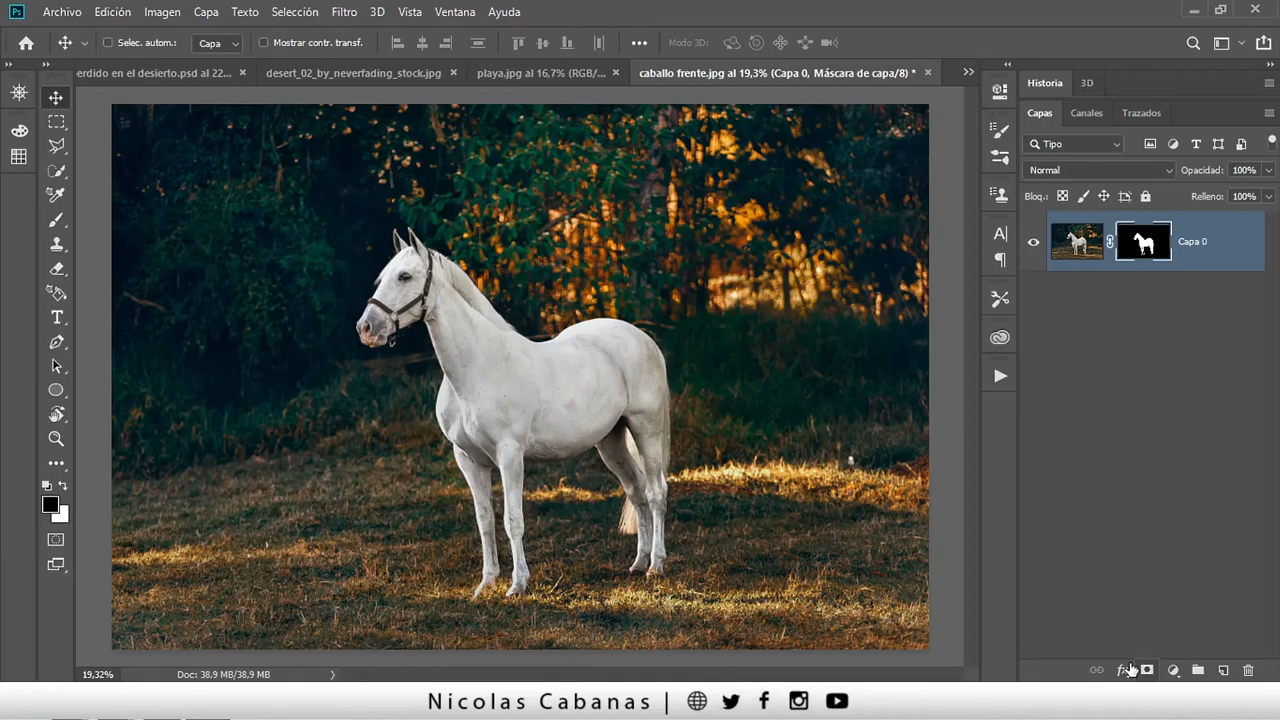 Ps Archivo Edición Imagen Capa Texto Selección Filtro 3D Vista Ventana Ayuda
Selec. autom.: Capa Mostrar contr. transf. Modo 3D:
erdido en el desierto.psd al 22... desert_02_by_neverfading_stock.jpg playa.jpg al 16,7% (RGB/... caballo frente.jpg al 19,3% (Capa 0, Máscara de capa/8) *
Historia 3D
Capas Canales Trazados
Tipo
Normal Opacidad: 100%
Bloq.: Relleno: 100%
Capa 0
19,32% Doc: 38,9 MB/38,9 MB
Nicolas Cabanas